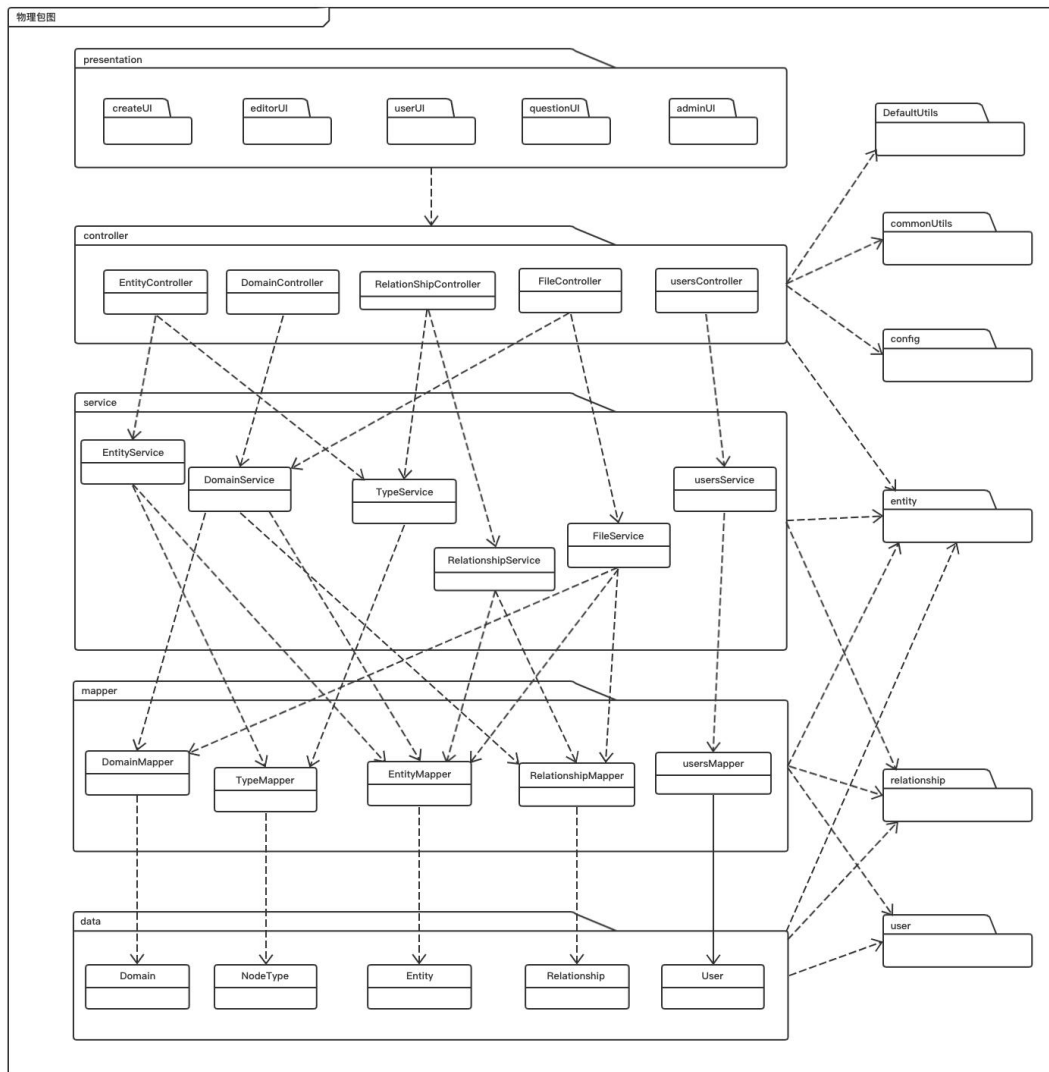 物理包图
presentation
createUI
editorUI
userUI
questionUI
adminUI
DefaultUtils
commonUtils
controller
EntityController
DomainController
RelationShipController
FileController
usersController
config
service
EntityService
DomainService
TypeService
usersService
entity
FileService
RelationshipService
mapper
DomainMapper
TypeMapper
EntityMapper
RelationshipMapper
usersMapper
relationship
data
user
Domain
NodeType
Entity
Relationship
User